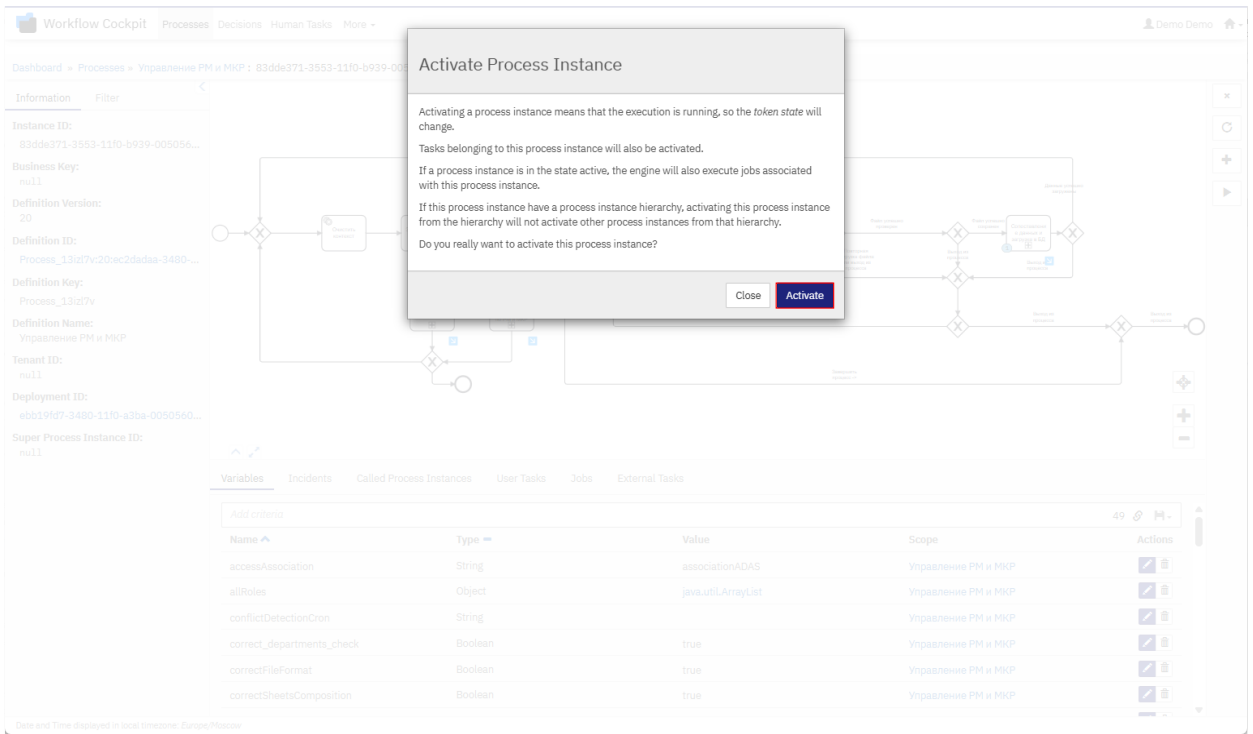 Workflow Cockpit Processes Decisions Human Tasks More
Demo Demo
Dashboard » Processes » Управление РМ и МКР : 83dde371-3553-11f0-b939-005
Activate Process Instance
Activating a process instance means that the execution is running, so the token state will
change.
Tasks belonging to this process instance will also be activated.
If a process instance is in the state active, the engine will also execute jobs associated
with this process instance.
If this process instance have a process instance hierarchy, activating this process instance
from the hierarchy will not activate other process instances from that hierarchy.
Do you really want to activate this process instance?
Close Activate
Information Filter
Instance ID:
83dde371-3553-11f0-b939-005056...
Business Key:
null
Definition Version:
20
Definition ID:
Process_13izl7v:20:ec2dadaa-3480-...
Definition Key:
Process_13izl7v
Definition Name:
Управление РМ и МКР
Tenant ID:
null
Deployment ID:
ebb19fd7-3480-11f0-a3ba-0050560...
Super Process Instance ID:
null
Variables Incidents Called Process Instances User Tasks Jobs External Tasks
Add criteria
49
Name Type Value Scope Actions
accessAssociation String associationADAS Управление РМ и МКР
allRoles Object java.util.ArrayList Управление РМ и МКР
conflictDetectionCron String Управление РМ и МКР
correct_departments_check Boolean true Управление РМ и МКР
correctFileFormat Boolean true Управление РМ и МКР
correctSheetsComposition Boolean true Управление РМ и МКР
Date and Time displayed in local timezone: Europe/Moscow